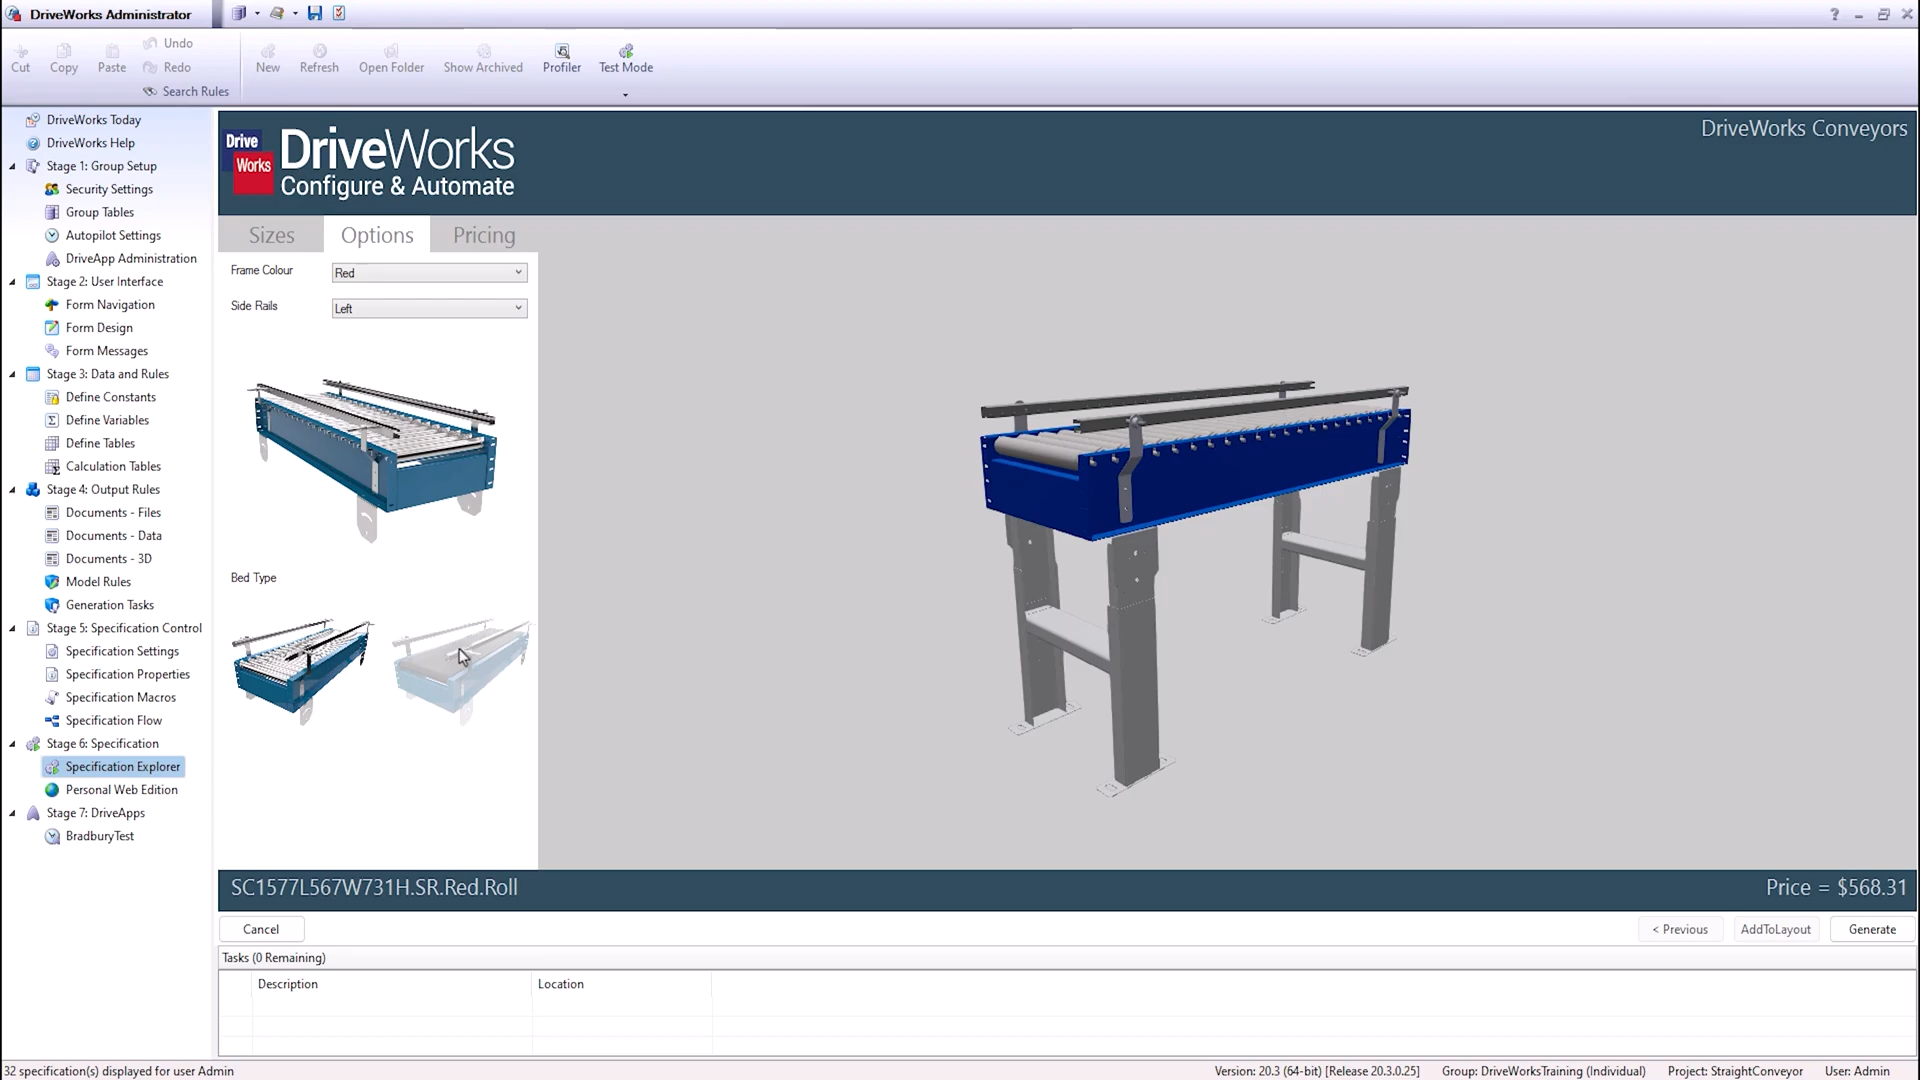 DriveWorks Administrator
Cut
Copy
Paste
Undo
Redo
Search Rules
New
Refresh
Open Folder
Show Archived
Profiler
Test Mode
DriveWorks Today
DriveWorks Help
Stage 1: Group Setup
Security Settings
Group Tables
Autopilot Settings
DriveApp Administration
Stage 2: User Interface
Form Navigation
Form Design
Form Messages
Stage 3: Data and Rules
Define Constants
Define Variables
Define Tables
Calculation Tables
Stage 4: Output Rules
Documents - Files
Documents - Data
Documents - 3D
Model Rules
Generation Tasks
Stage 5: Specification Control
Specification Settings
Specification Properties
Specification Macros
Specification Flow
Stage 6: Specification
Specification Explorer
Personal Web Edition
Stage 7: DriveApps
BradburyTest
Drive
Works
DriveWorks
Configure & Automate
DriveWorks Conveyors
Sizes
Options
Pricing
Frame Colour
Red
Side Rails
Left
Bed Type
SC1577L567W731H.SR.Red.Roll
Price = $568.31
Cancel
< Previous
AddToLayout
Generate
Tasks (0 Remaining)
Description
Location
32 specification(s) displayed for user Admin
Version: 20.3 (64-bit) [Release 20.3.0.25]
Group: DriveWorksTraining (Individual)
Project: StraightConveyor
User: Admin